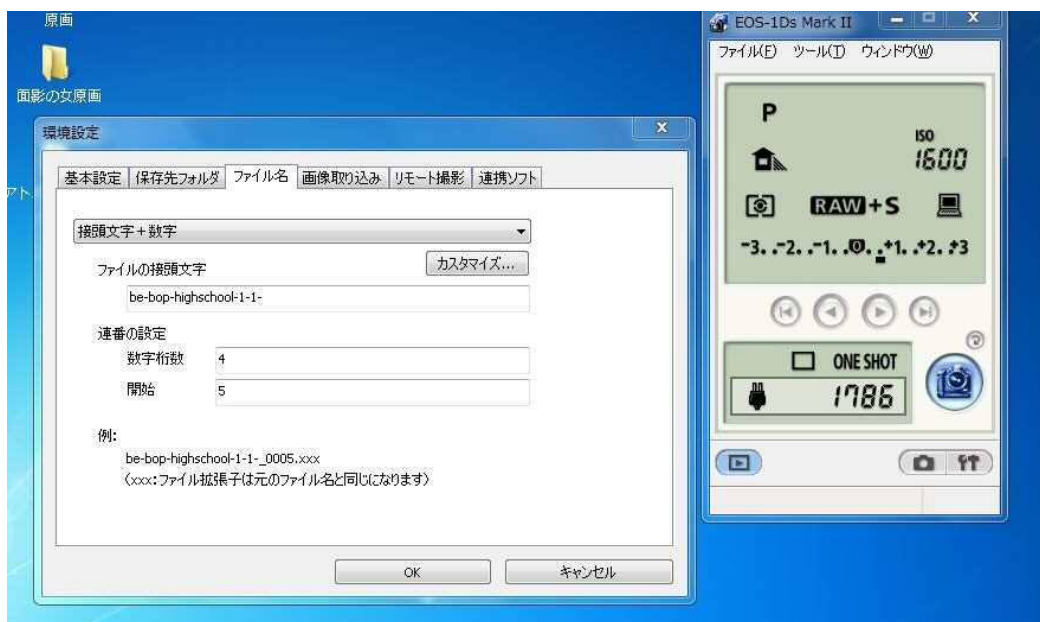 原画
面影の女原画
アト
環境設定
基本設定 保存先フォルダ ファイル名 画像取り込み リモート撮影 連携ソフト
接頭文字+数字
ファイルの接頭文字 カスタマイズ...
be-bop-highschool-1-1-
連番の設定
数字桁数 4
開始 5
例:
be-bop-highschool-1-1-_0005.xxx
(xxx:ファイル拡張子は元のファイル名と同じになります)
OK キャンセル
EOS-1Ds Mark II
ファイル(F) ツール(T) ウィンドウ(W)
P
ISO
1600
RAW+S
-3. .-2. .-1. .0. .+1. .+2. .+3
ONE SHOT
1786